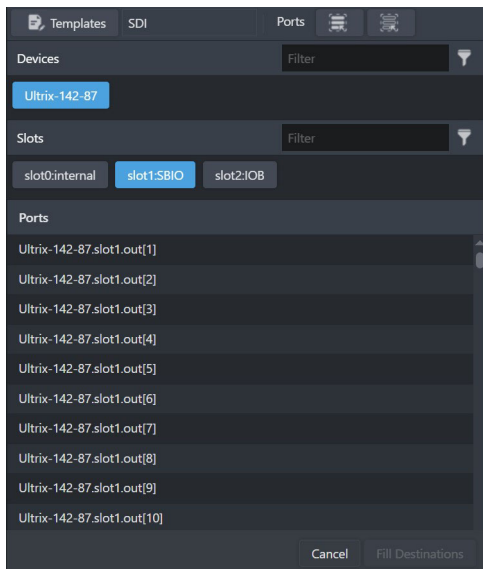 Templates SDI Ports
Devices Filter
Ultrix-142-87
Slots Filter
slot0:internal slot1:SBIO slot2:IOB
Ports
Ultrix-142-87.slot1.out[1]
Ultrix-142-87.slot1.out[2]
Ultrix-142-87.slot1.out[3]
Ultrix-142-87.slot1.out[4]
Ultrix-142-87.slot1.out[5]
Ultrix-142-87.slot1.out[6]
Ultrix-142-87.slot1.out[7]
Ultrix-142-87.slot1.out[8]
Ultrix-142-87.slot1.out[9]
Ultrix-142-87.slot1.out[10]
Cancel Fill Destinations